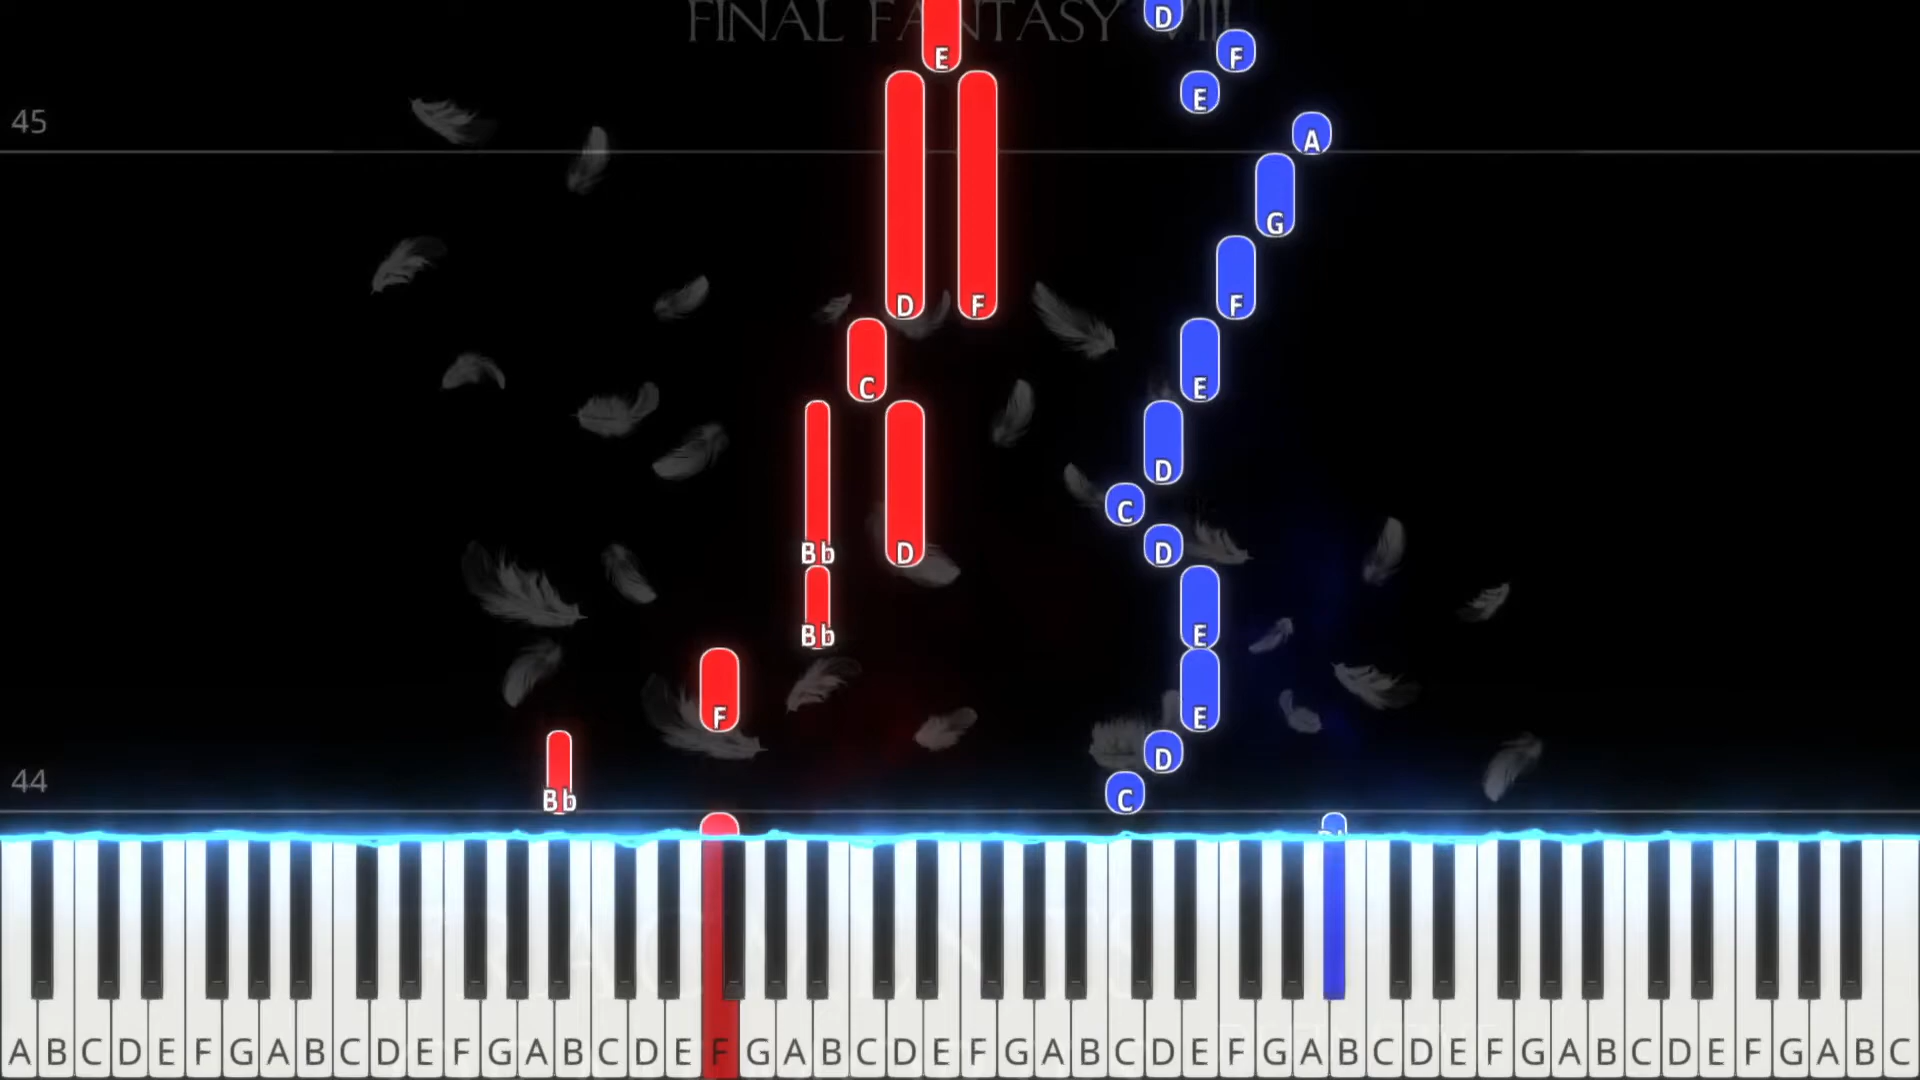 FINAL FANTASY VIII
D
E
F
E
45
A
G
D F F
C E
D
C
Bb D D
Bb E
F E
D
44
Bb C
A B C D E F G A B C D E F G A B C D E F G A B C D E F G A B C D E F G A B C D E F G A B C D E F G A B C